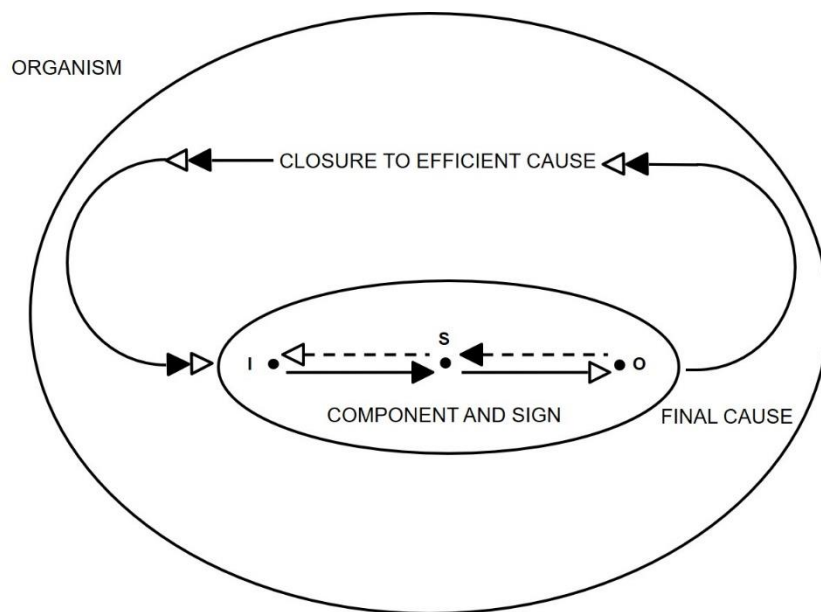 ORGANISM
CLOSURE TO EFFICIENT CAUSE
S
I
O
COMPONENT AND SIGN
FINAL CAUSE